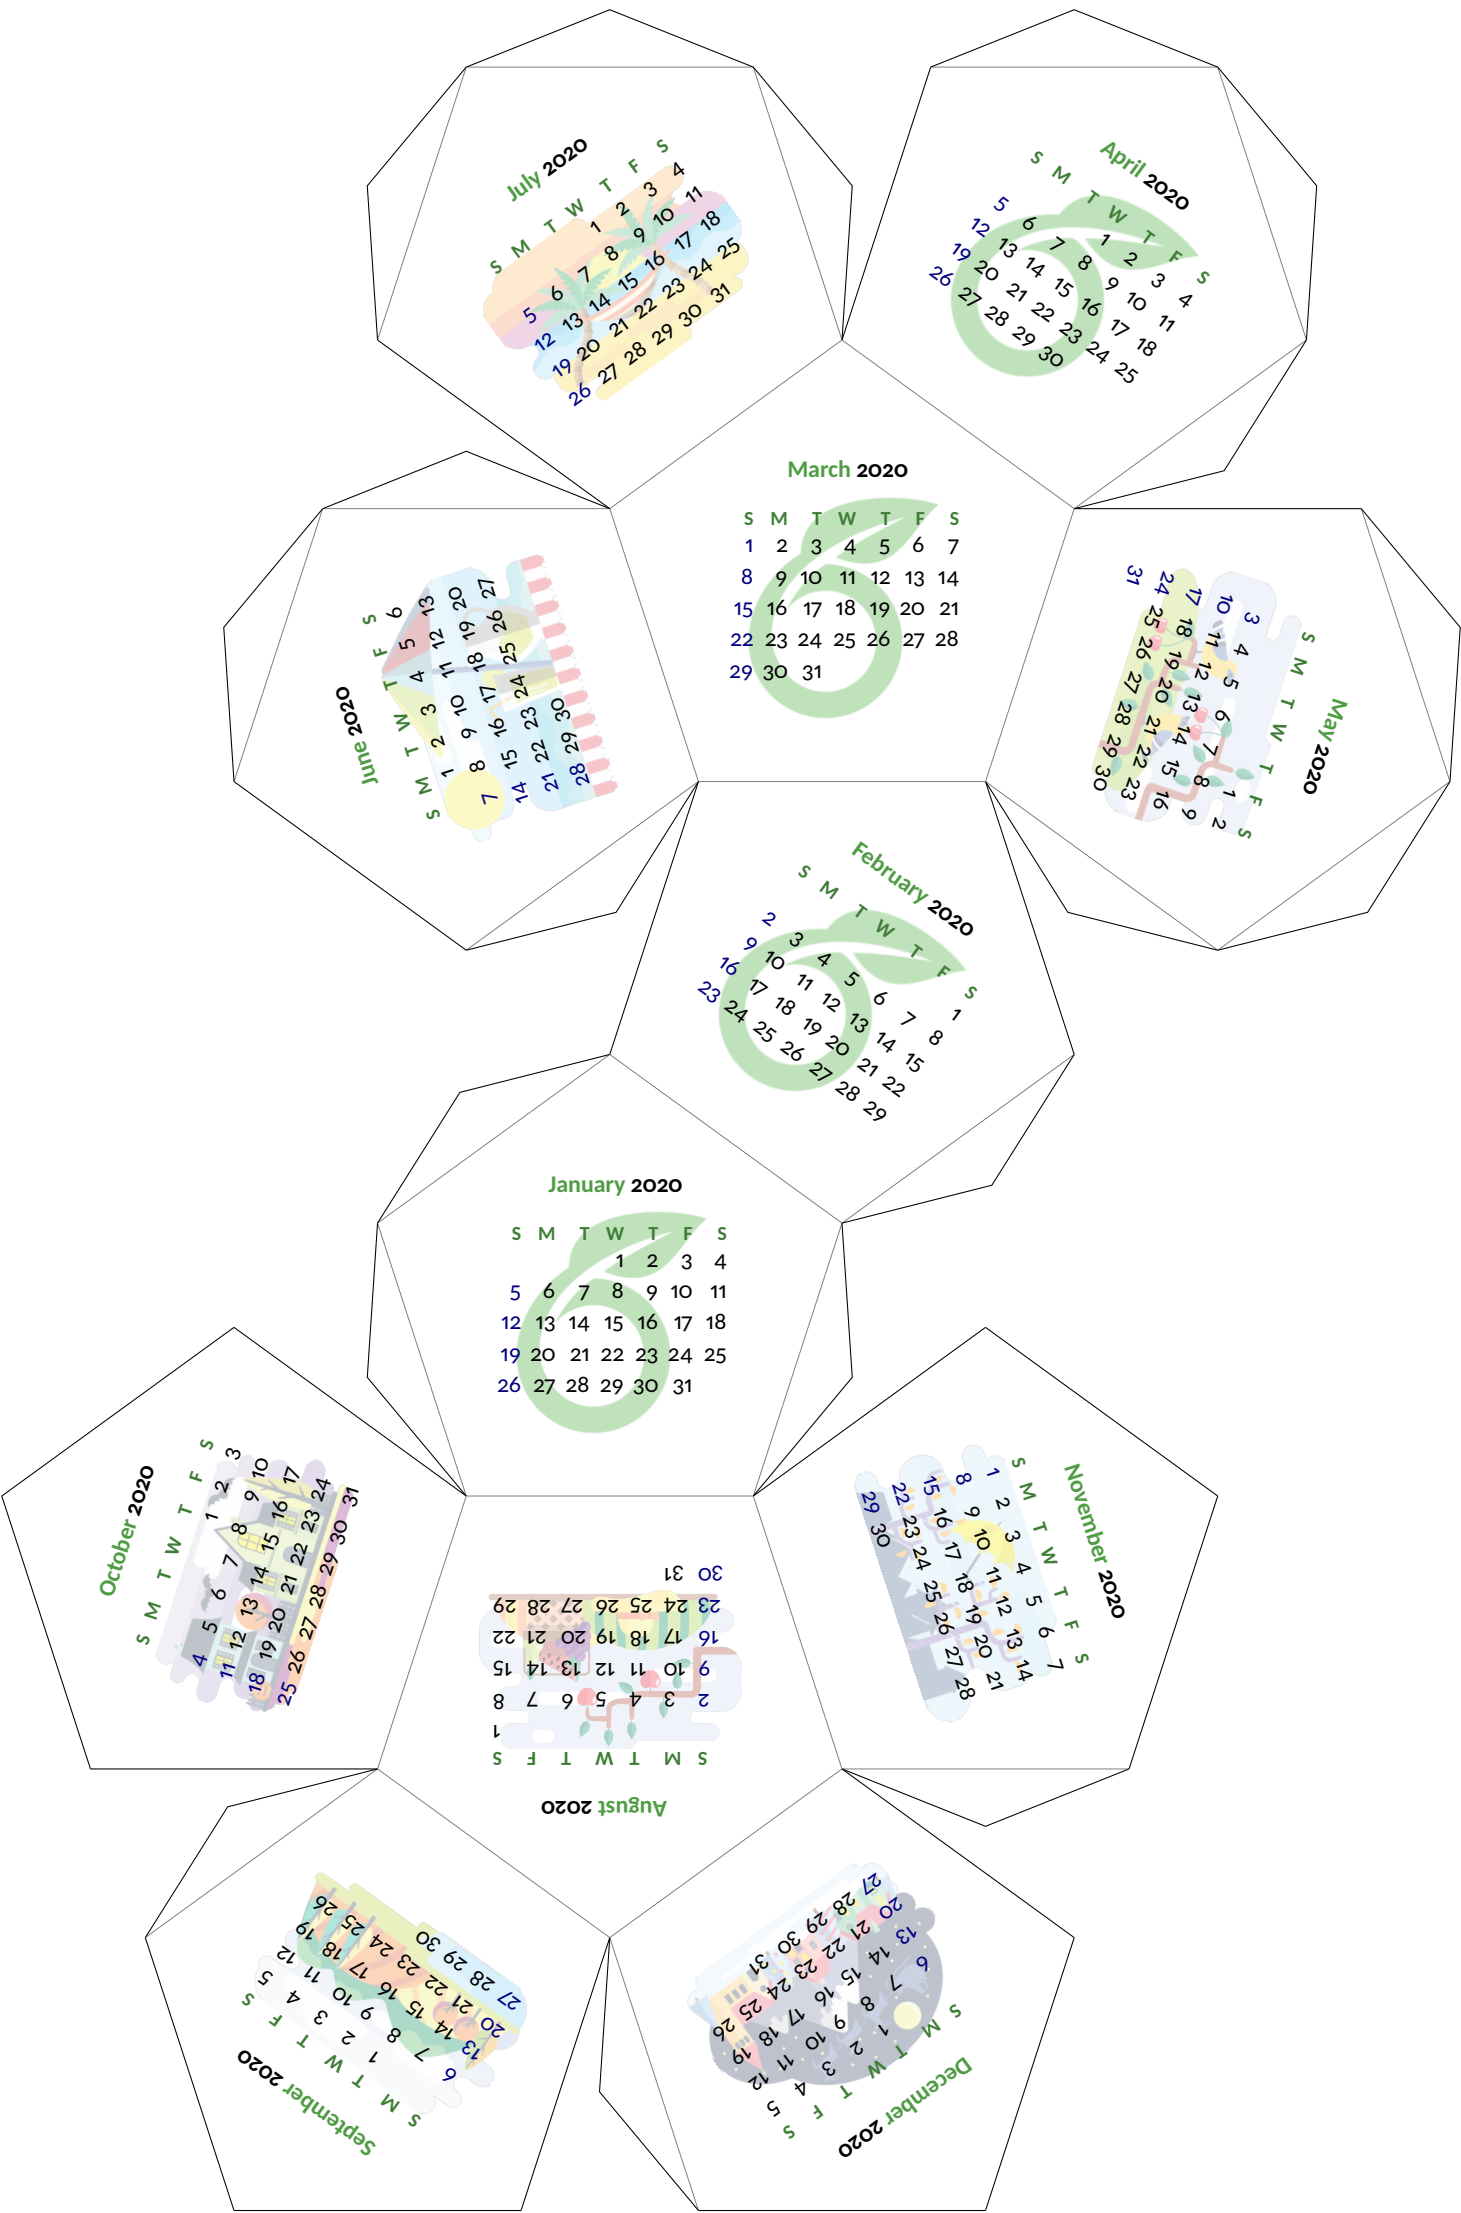 July 2020
S M T W T F S
1 2 3 4
5 6 7 8 9 10 11
12 13 14 15 16 17 18
19 20 21 22 23 24 25
26 27 28 29 30 31
April 2020
S M T W T F S
1 2 3 4
5 6 7 8 9 10 11
12 13 14 15 16 17 18
19 20 21 22 23 24 25
26 27 28 29 30
March 2020
S M T W T F S
1 2 3 4 5 6 7
8 9 10 11 12 13 14
15 16 17 18 19 20 21
22 23 24 25 26 27 28
29 30 31
June 2020
S M T W T F S
1 2 3 4 5 6
7 8 9 10 11 12 13
14 15 16 17 18 19 20
21 22 23 24 25 26 27
28 29 30
May 2020
S M T W T F S
1 2
3 4 5 6 7 8 9
10 11 12 13 14 15 16
17 18 19 20 21 22 23
24 25 26 27 28 29 30
31
February 2020
S M T W T F S
1
2 3 4 5 6 7 8
9 10 11 12 13 14 15
16 17 18 19 20 21 22
23 24 25 26 27 28 29
January 2020
S M T W T F S
1 2 3 4
5 6 7 8 9 10 11
12 13 14 15 16 17 18
19 20 21 22 23 24 25
26 27 28 29 30 31
October 2020
S M T W T F S
1 2 3
4 5 6 7 8 9 10
11 12 13 14 15 16 17
18 19 20 21 22 23 24
25 26 27 28 29 30 31
November 2020
S M T W T F S
1 2 3 4 5 6 7
8 9 10 11 12 13 14
15 16 17 18 19 20 21
22 23 24 25 26 27 28
29 30
August 2020
S M T W T F S
1
2 3 4 5 6 7 8
9 10 11 12 13 14 15
16 17 18 19 20 21 22
23 24 25 26 27 28 29
30 31
September 2020
S M T W T F S
1 2 3 4 5
6 7 8 9 10 11 12
13 14 15 16 17 18 19
20 21 22 23 24 25 26
27 28 29 30
December 2020
S M T W T F S
1 2 3 4 5
6 7 8 9 10 11 12
13 14 15 16 17 18 19
20 21 22 23 24 25 26
27 28 29 30 31